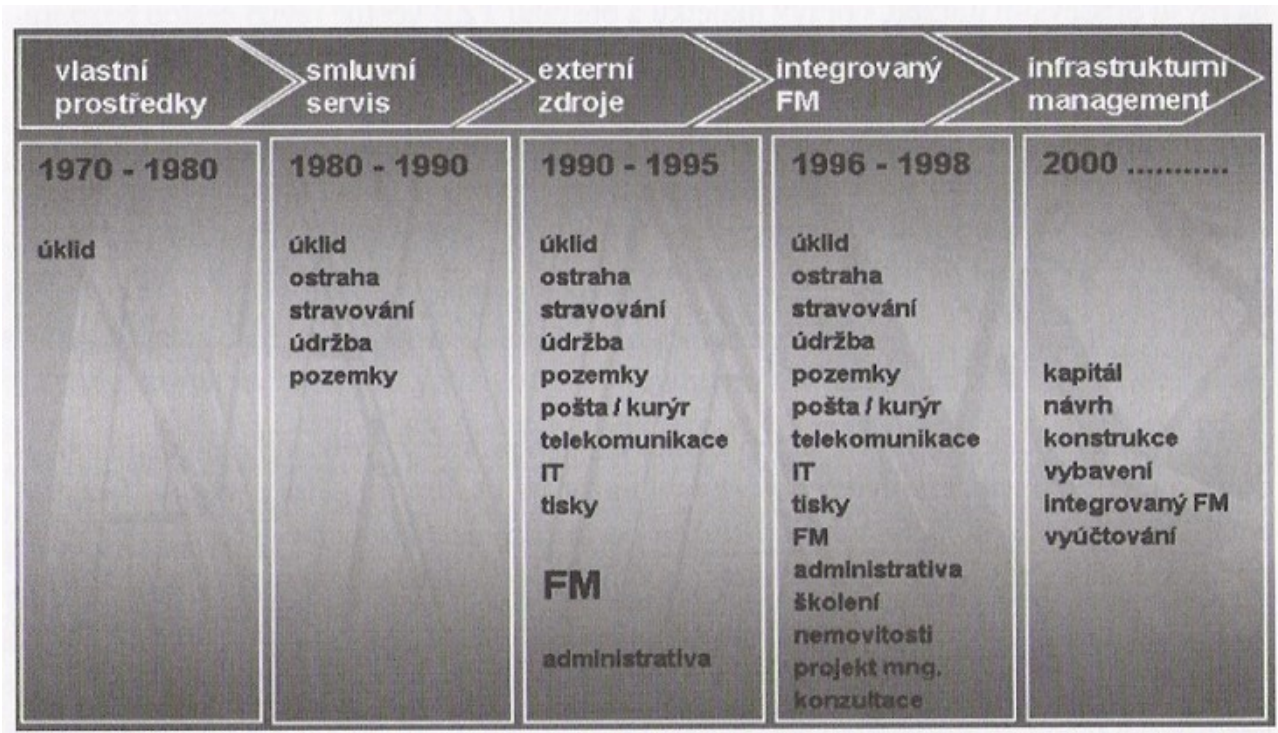 vlastní
prostředky
smluvní
servis
externí
zdroje
integrovaný
FM
infrastrukturní
management
1970 - 1980
úklid
1980 - 1990
úklid
ostraha
stravování
údržba
pozemky
1990 - 1995
úklid
ostraha
stravování
údržba
pozemky
pošta / kurýr
telekomunikace
IT
tisky
FM
administrativa
1996 - 1998
úklid
ostraha
stravování
údržba
pozemky
pošta / kurýr
telekomunikace
IT
tisky
FM
administrativa
školení
nemovitosti
projekt mng.
konzultace
2000 ...........
kapitál
návrh
konstrukce
vybavení
integrovaný FM
vyúčtování